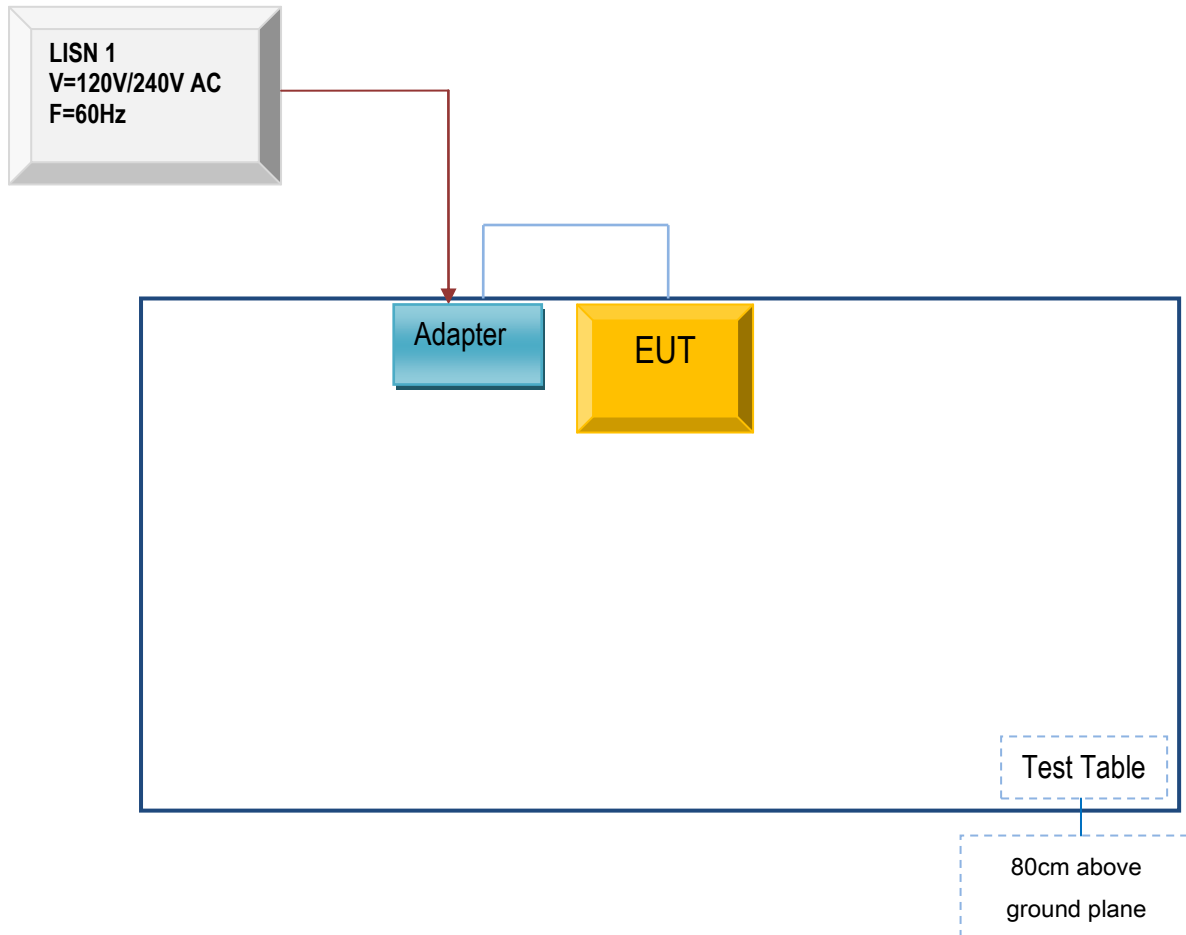 LISN 1
V=120V/240V AC
F=60Hz
Adapter
EUT
Test Table
80cm above
ground plane